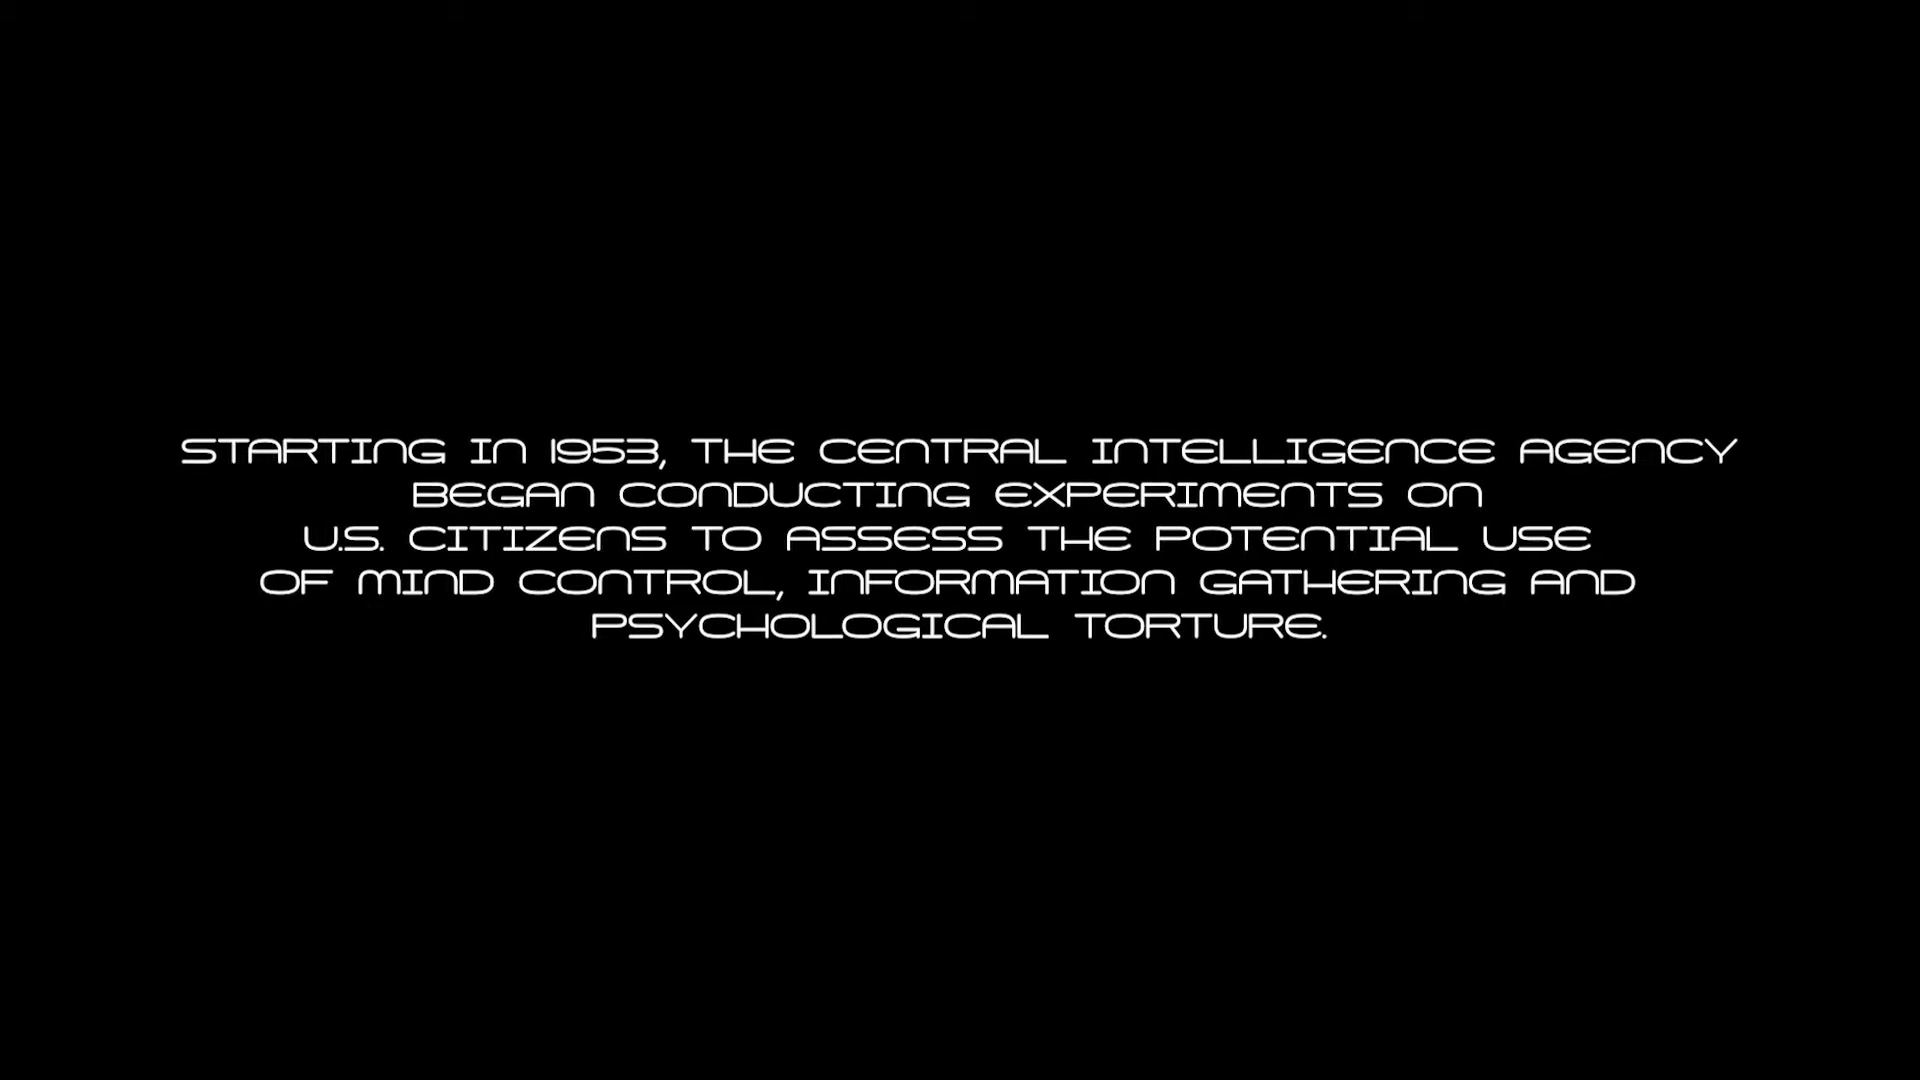 STARTING IN 1953, THE CENTRAL INTELLIGENCE AGENCY
BEGAN CONDUCTING EXPERIMENTS ON
U.S. CITIZENS TO ASSESS THE POTENTIAL USE
OF MIND CONTROL, INFORMATION GATHERING AND
PSYCHOLOGICAL TORTURE.